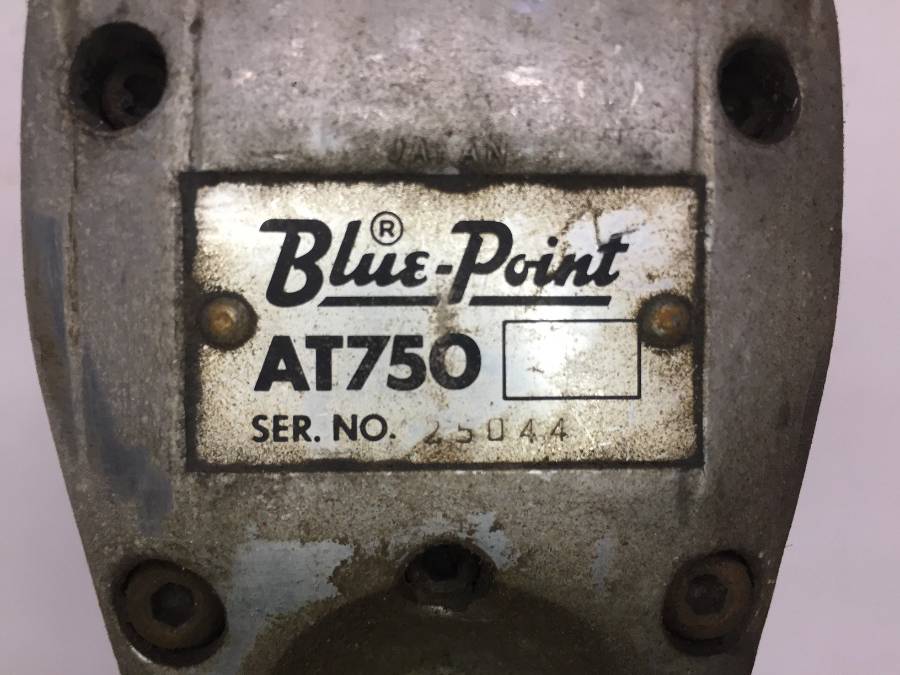 JAPAN
Blue-Point®
AT750
SER. NO. 25044